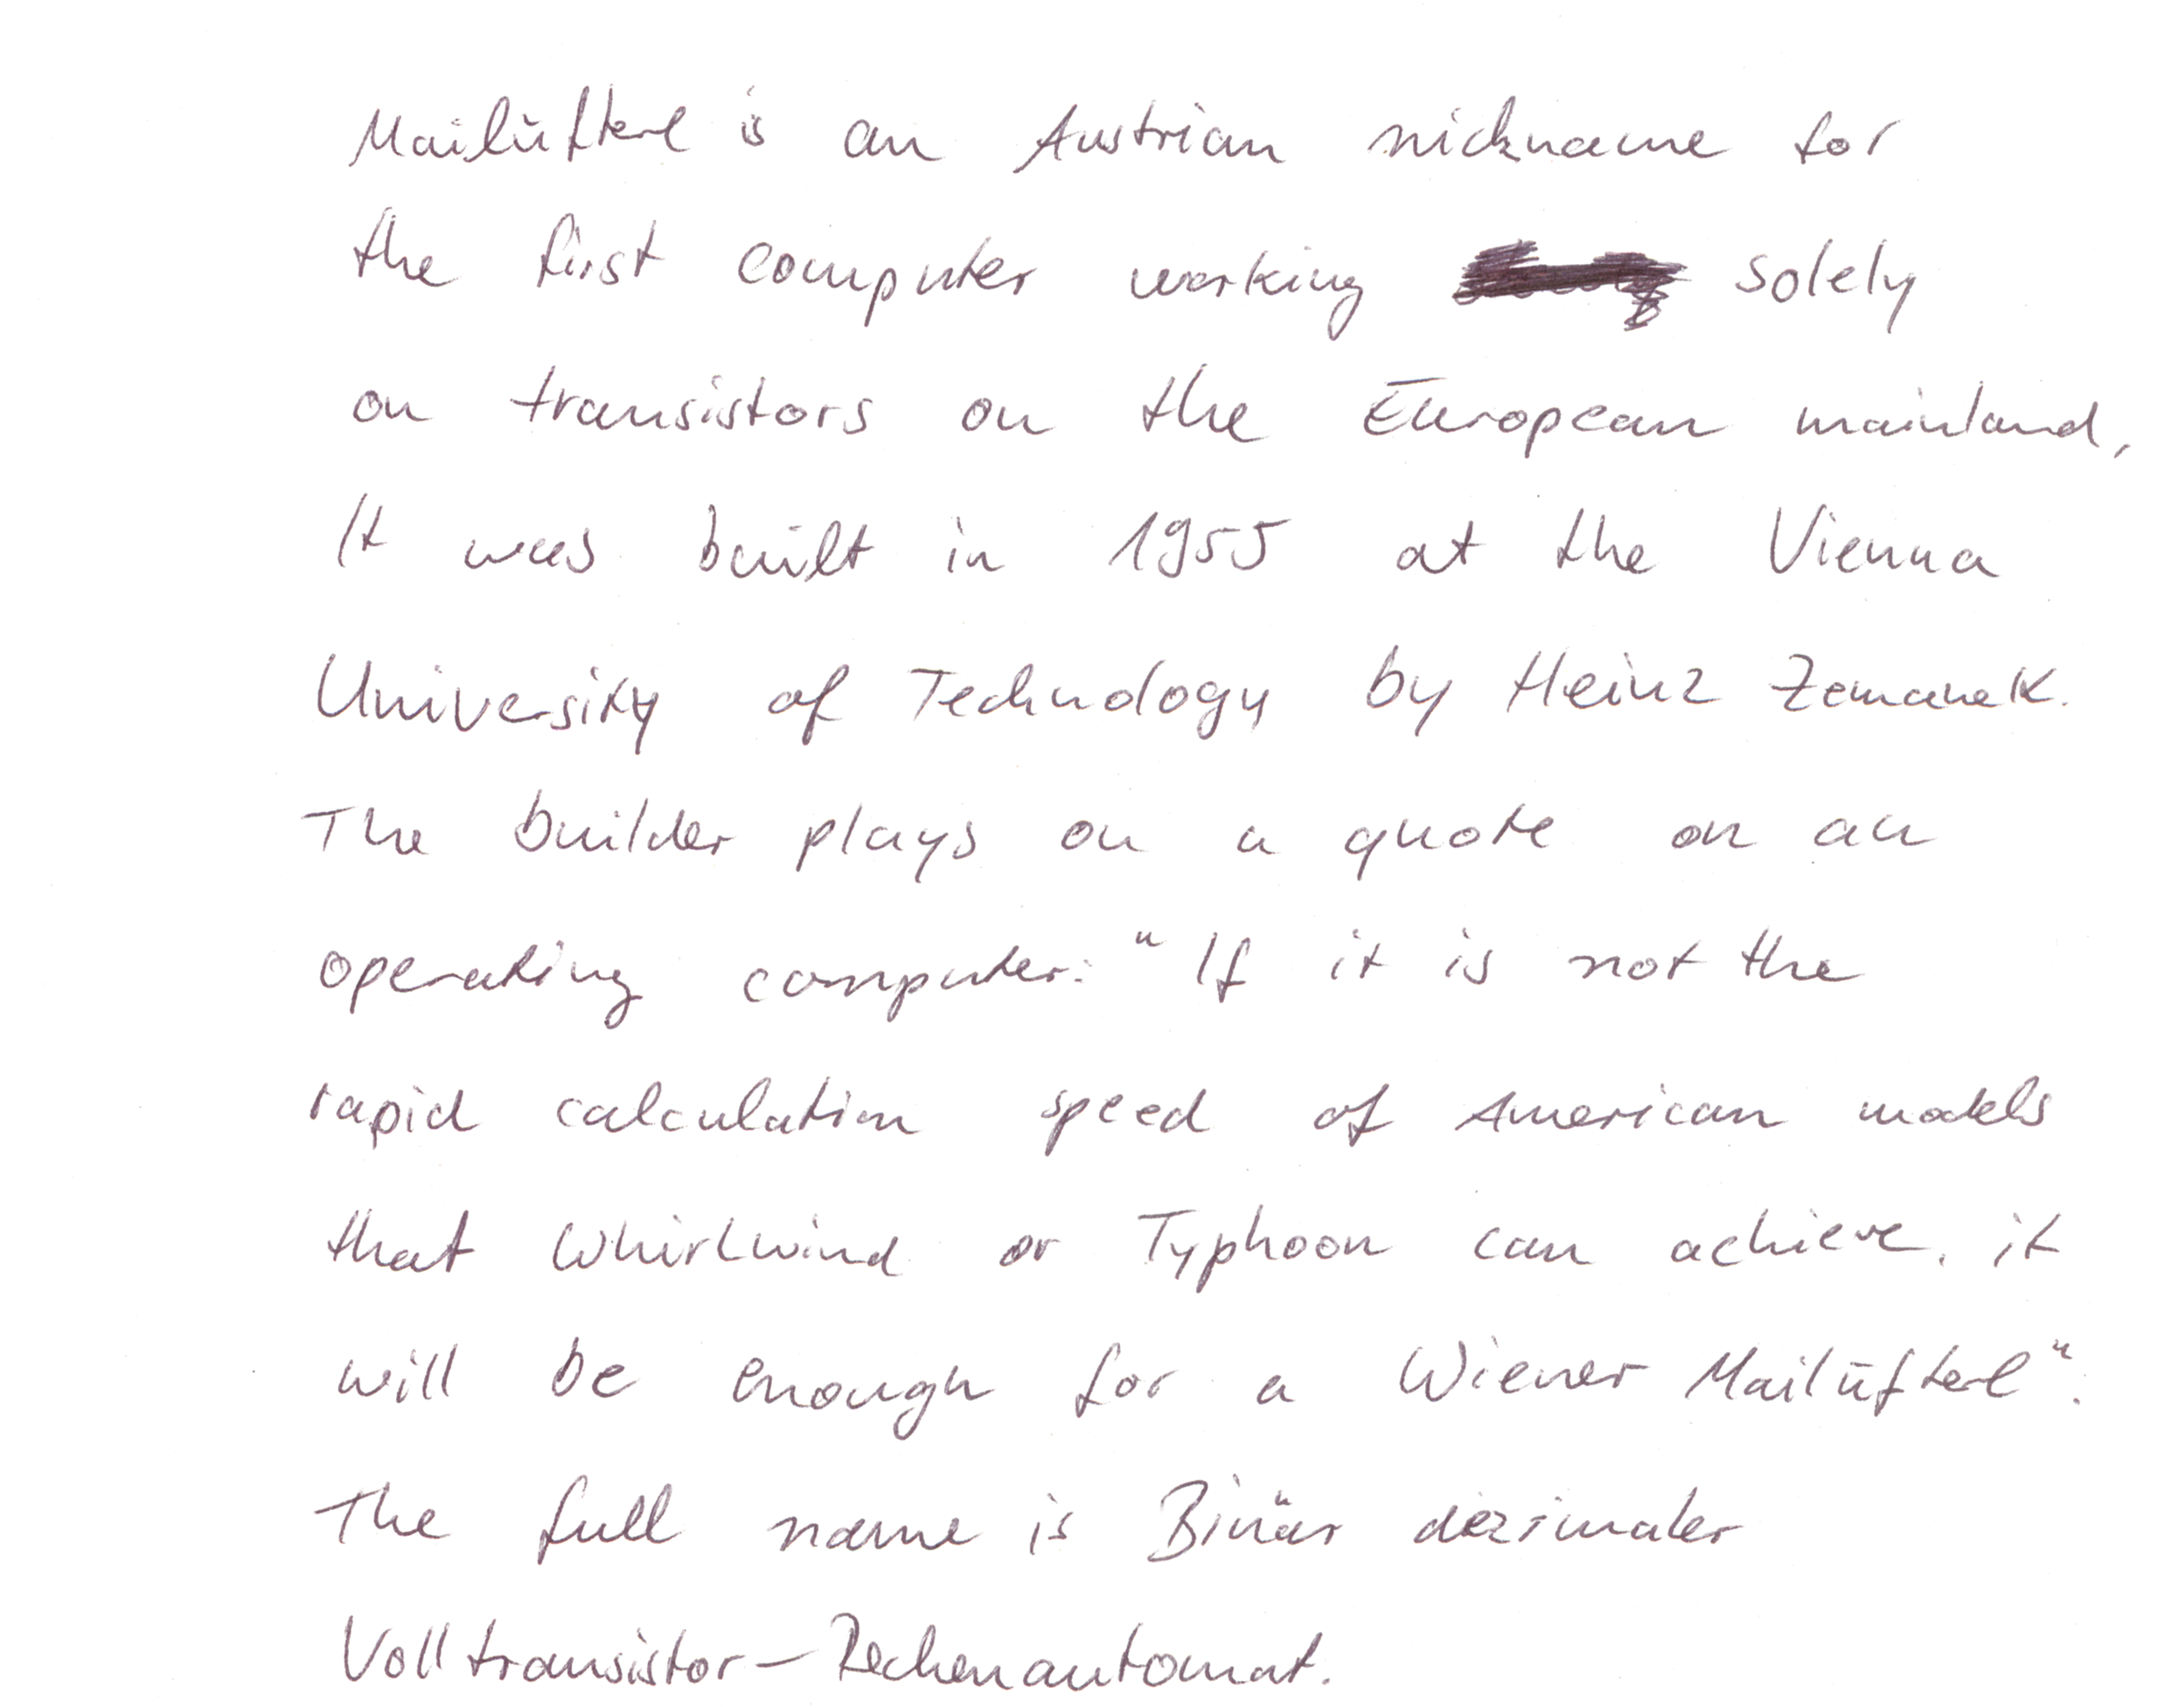 Mailüfterl is an Austrian nickname for
the first computer working solely
on transistors on the European mainland.
It was built in 1955 at the Vienna
University of Technology by Heinz Zemanek.
The builder plays on a quote on an
operating computer: "If it is not the
rapid calculation speed of American models
that Whirlwind or Typhoon can achieve, it
will be enough for a Wiener Mailüfterl".
The full name is Binär dezimaler
Volltransistor-Rechenautomat.